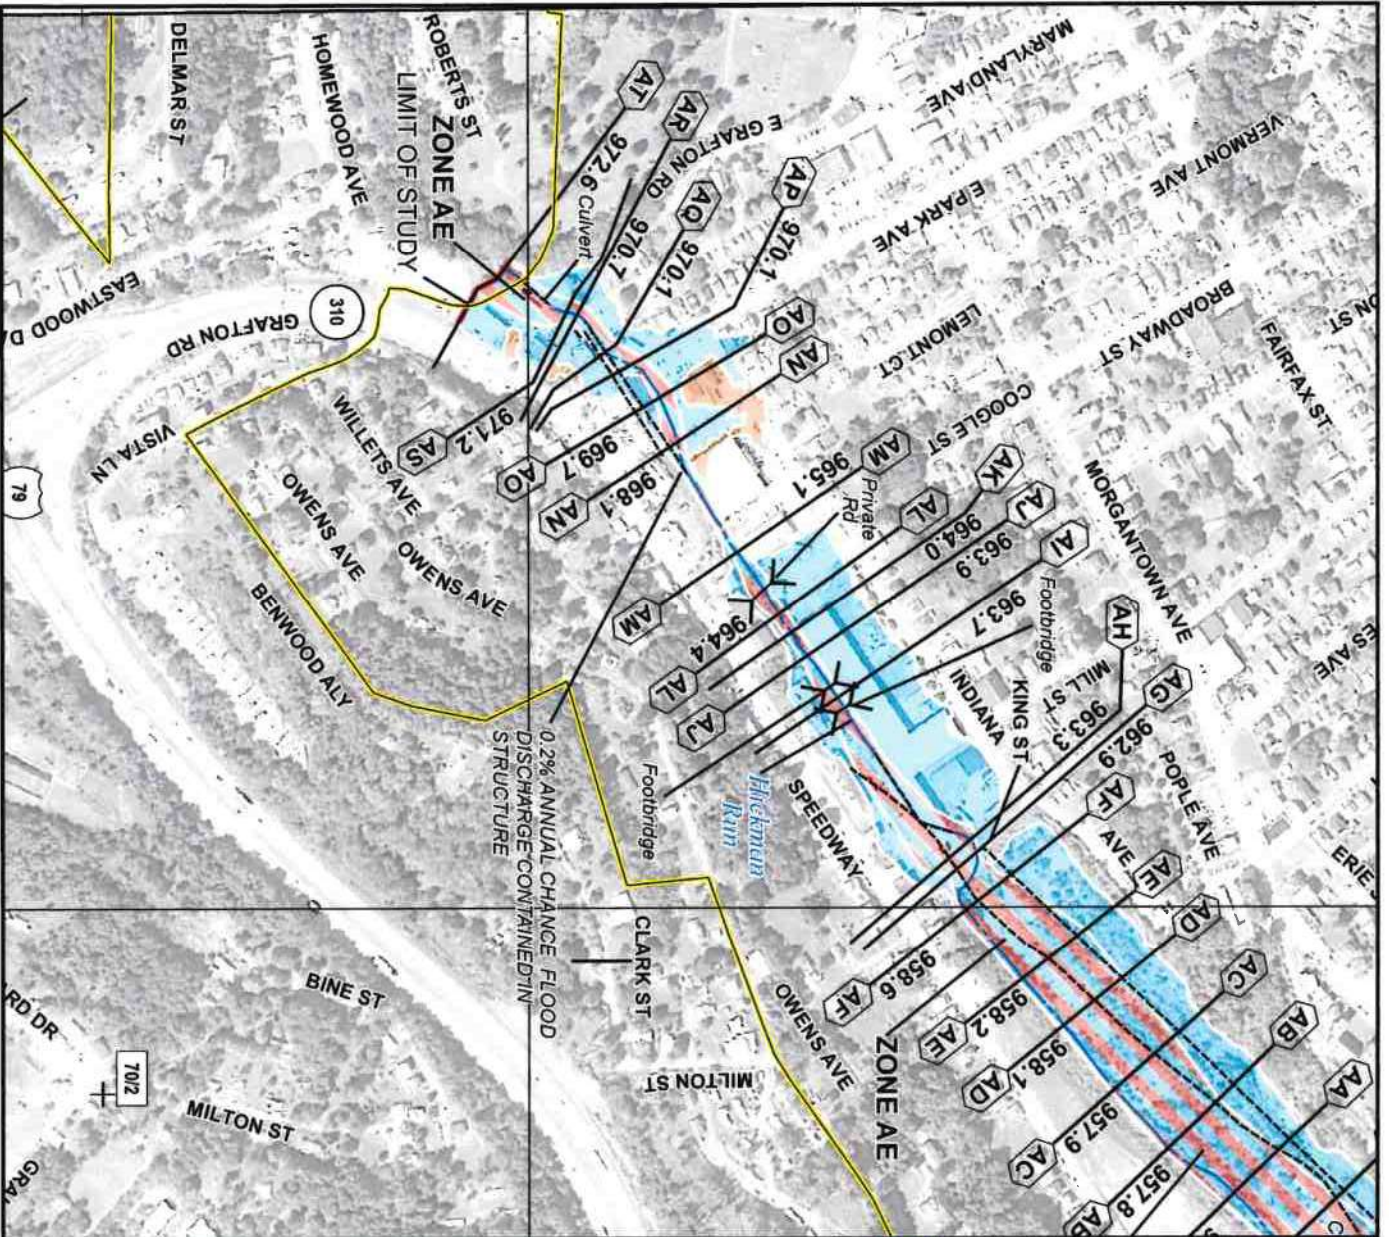 DELMAR ST
HOMEWOOD AVE
ROBERTS ST
LIMIT OF STUDY
ZONE AE
AT
972.6
Culvert
AR
970.7
E GRAFTON RD
AQ
970.1
AP
970.1
MARYLAND AVE
VERMONT AVE
E PARK AVE
BROADWAY ST
FAIRFAX ST
ON ST
LEMONT CT
COOGLE ST
MORGANTOWN AVE
ES AVE
EASTWOOD D
GRAFTON RD
310
AO
AN
AS
971.2
AO
969.7
AN
968.1
VISTA LN
WILLETS AVE
OWENS AVE
OWENS AVE
BENWOOD ALY
79
AM
965.1
Private
Rd
AL
AK
964.0
AJ
963.9
AI
963.7
Footbridge
AH
963.3
AG
962.9
MILL ST
KING ST
INDIANA
AVE
POPLE AVE
ERIE
AM
964.4
AL
AJ
Footbridge
Hickman
Run
SPEEDWAY
0.2% ANNUAL CHANCE FLOOD
DISCHARGE CONTAINED IN
STRUCTURE
AF
AE
AD
AC
AB
AA
958.6
AF
958.2
AE
958.1
AD
957.9
AC
957.8
AB
ZONE AE
CLARK ST
OWENS AVE
MILTON ST
BINE ST
MILTON ST
RD DR
70/2
GRA